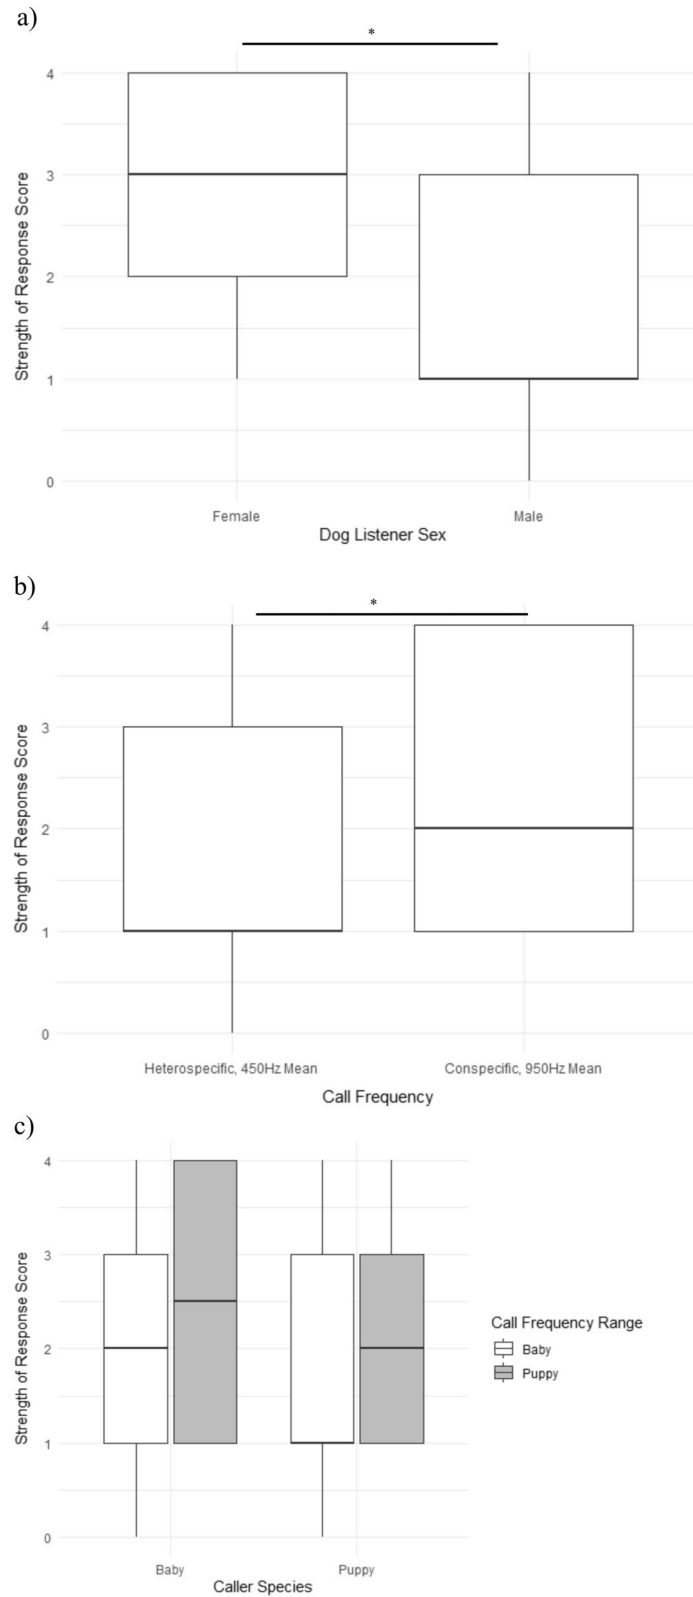 a)
*
4
3
2
1
0
Strength of Response Score
Female Male
Dog Listener Sex
b)
*
4
3
2
1
0
Strength of Response Score
Heterospecific, 450Hz Mean Conspecific, 950Hz Mean
Call Frequency
c)
4
3
2
1
0
Strength of Response Score
Baby Puppy
Caller Species
Call Frequency Range
Baby
Puppy